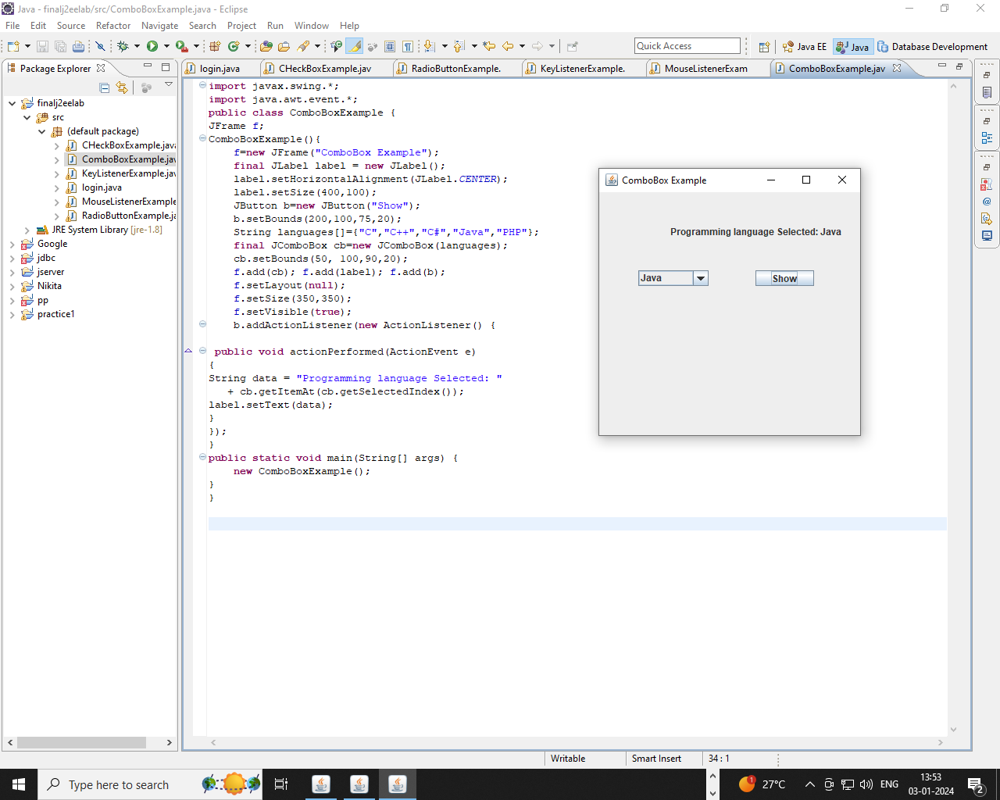 Java - finalj2eelab/src/ComboBoxExample.java - Eclipse
File Edit Source Refactor Navigate Search Project Run Window Help
Quick Access
Java EE Java Database Development
Package Explorer
login.java CHeckBoxExample.jav RadioButtonExample. KeyListenerExample. MouseListenerExam ComboBoxExample.jav
finalj2eelab
src
(default package)
CHeckBoxExample.java
ComboBoxExample.jav
KeyListenerExample.jav
login.java
MouseListenerExample
RadioButtonExample.ja
JRE System Library [jre-1.8]
Google
jdbc
jserver
Nikita
pp
practice1
import javax.swing.*;
import java.awt.event.*;
public class ComboBoxExample {
JFrame f;
ComboBoxExample(){
f=new JFrame("ComboBox Example");
final JLabel label = new JLabel();
label.setHorizontalAlignment(JLabel.CENTER);
label.setSize(400,100);
JButton b=new JButton("Show");
b.setBounds(200,100,75,20);
String languages[]={"C","C++","C#","Java","PHP"};
final JComboBox cb=new JComboBox(languages);
cb.setBounds(50, 100,90,20);
f.add(cb); f.add(label); f.add(b);
f.setLayout(null);
f.setSize(350,350);
f.setVisible(true);
b.addActionListener(new ActionListener() {
public void actionPerformed(ActionEvent e)
{
String data = "Programming language Selected: "
+ cb.getItemAt(cb.getSelectedIndex());
label.setText(data);
}
});
}
public static void main(String[] args) {
new ComboBoxExample();
}
}
ComboBox Example
Programming language Selected: Java
Java Show
Writable Smart Insert 34 : 1
Type here to search
1
27°C
ENG
13:53
03-01-2024
2